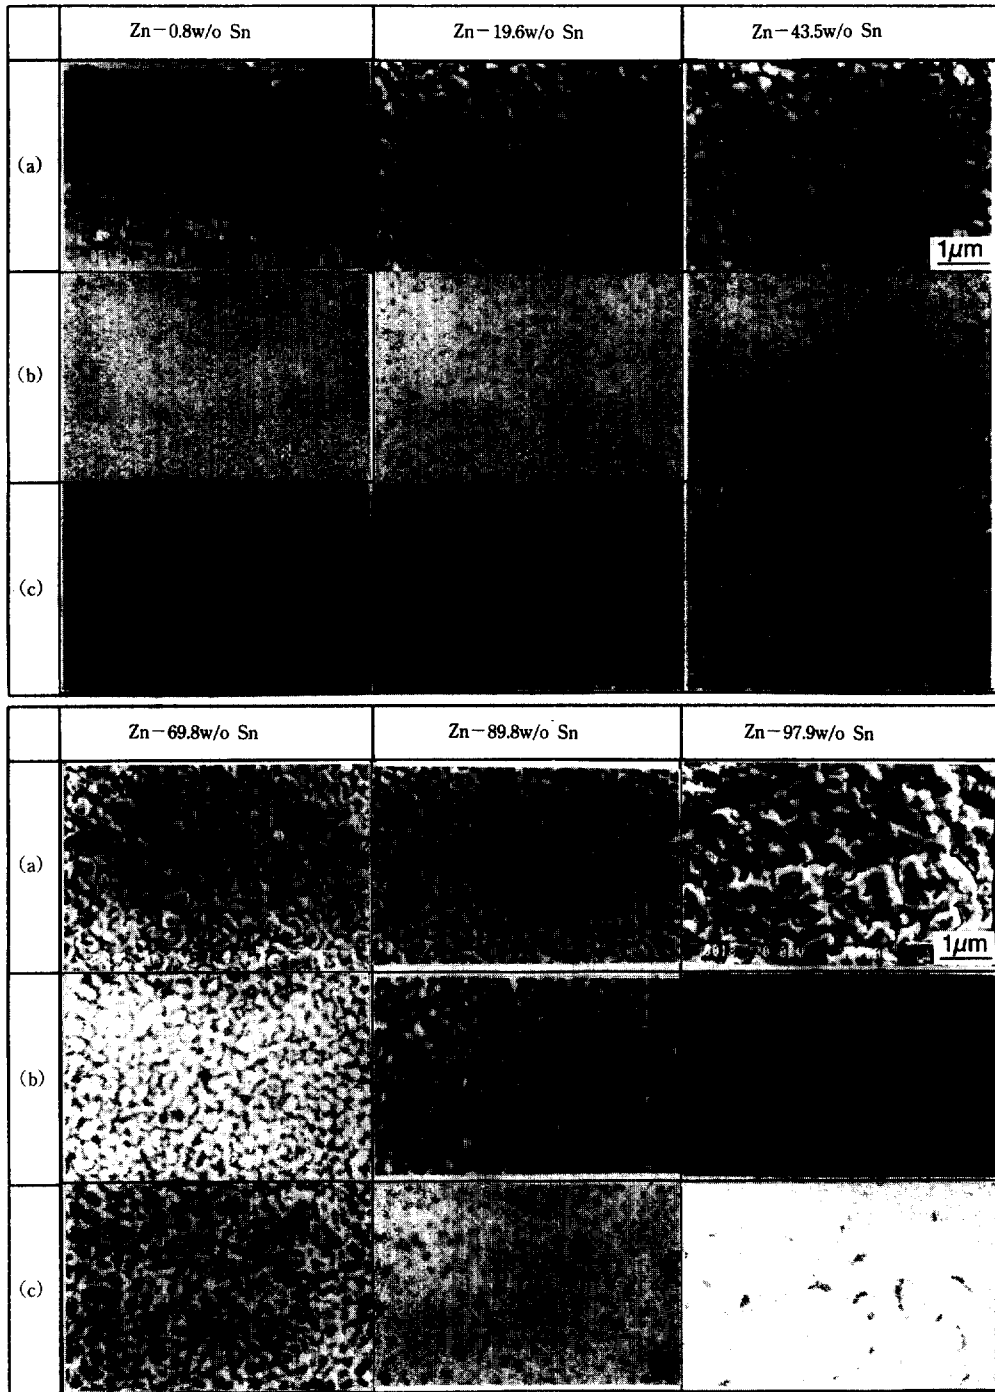 Zn-0.8w/o Sn Zn-19.6w/o Sn Zn-43.5w/o Sn
(a)
1μm
(b)
(c)
Zn-69.8w/o Sn Zn-89.8w/o Sn Zn-97.9w/o Sn
(a)
1μm
(b)
(c)